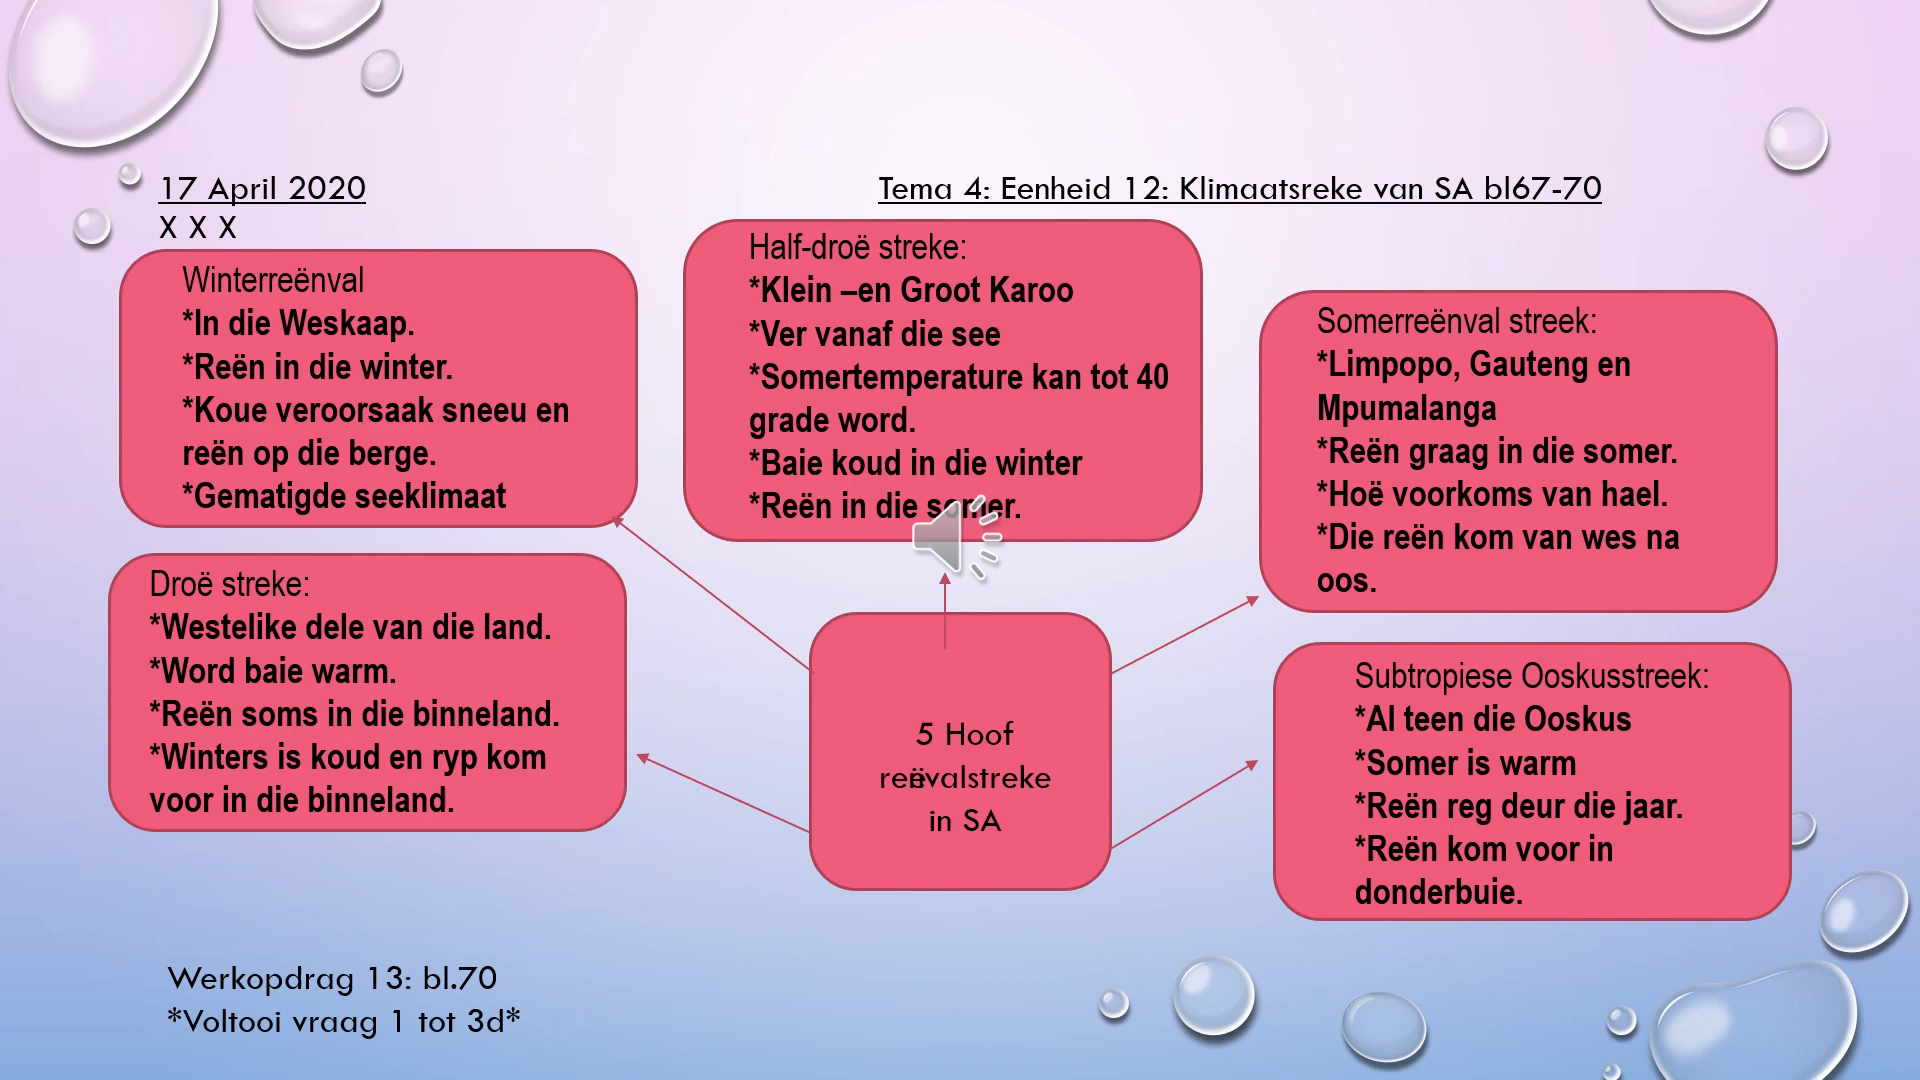 17 April 2020
Tema 4: Eenheid 12: Klimaatsreke van SA bl67-70
X X X
Winterreënval
*In die Weskaap.
*Reën in die winter.
*Koue veroorsaak sneeu en
reën op die berge.
*Gematigde seeklimaat
Half-droë streke:
*Klein –en Groot Karoo
*Ver vanaf die see
*Somertemperature kan tot 40
grade word.
*Baie koud in die winter
*Reën in die somer.
Somerreënval streek:
*Limpopo, Gauteng en
Mpumalanga
*Reën graag in die somer.
*Hoë voorkoms van hael.
*Die reën kom van wes na
oos.
Droë streke:
*Westelike dele van die land.
*Word baie warm.
*Reën soms in die binneland.
*Winters is koud en ryp kom
voor in die binneland.
5 Hoof
reëvalstreke
in SA
Subtropiese Ooskusstreek:
*Al teen die Ooskus
*Somer is warm
*Reën reg deur die jaar.
*Reën kom voor in
donderbuie.
Werkopdrag 13: bl.70
*Voltooi vraag 1 tot 3d*